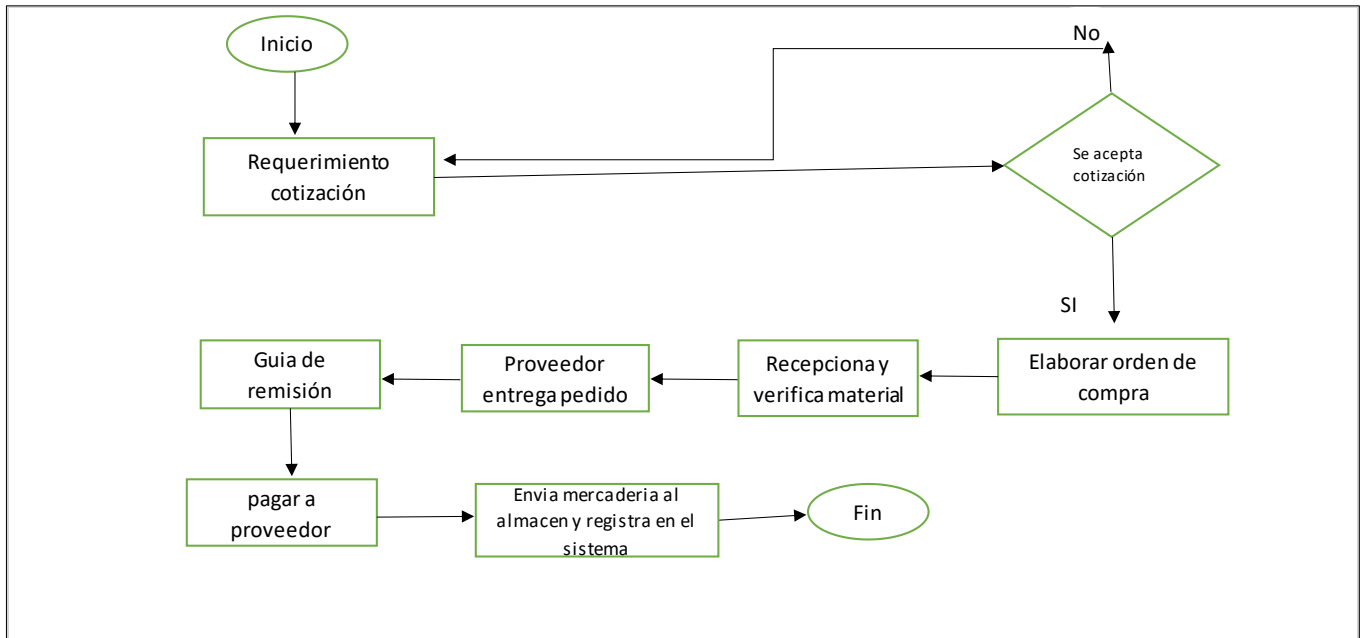 Inicio
No
Requerimiento
cotización
Se acepta
cotización
SI
Guia de
remisión
Proveedor
entrega pedido
Recepciona y
verifica material
Elaborar orden de
compra
pagar a
proveedor
Envia mercaderia al
almacen y registra en el
sistema
Fin